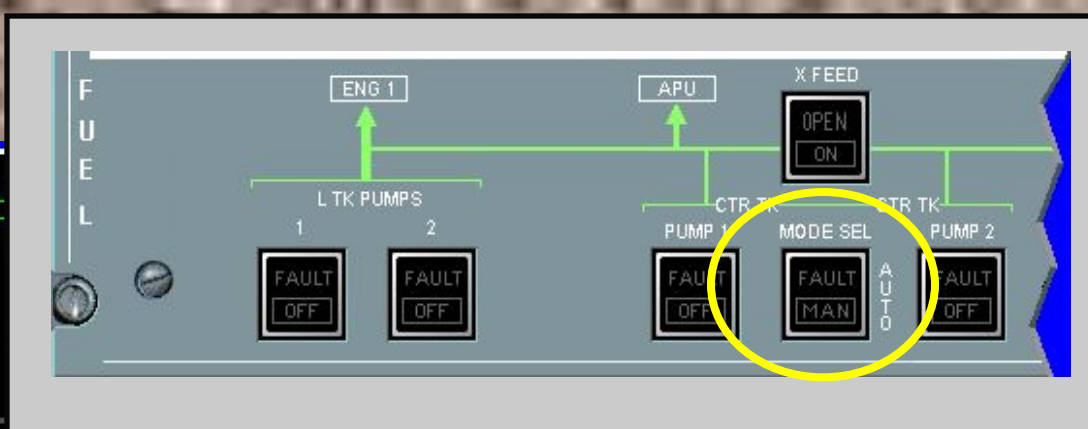 FUEL
ENG 1
APU
X FEED
OPEN
ON
L TK PUMPS
1
2
CTR TK
CTR TK
PUMP 1
MODE SEL
PUMP 2
FAULT
OFF
FAULT
OFF
FAULT
OFF
FAULT
MAN
AUTO
FAULT
OFF